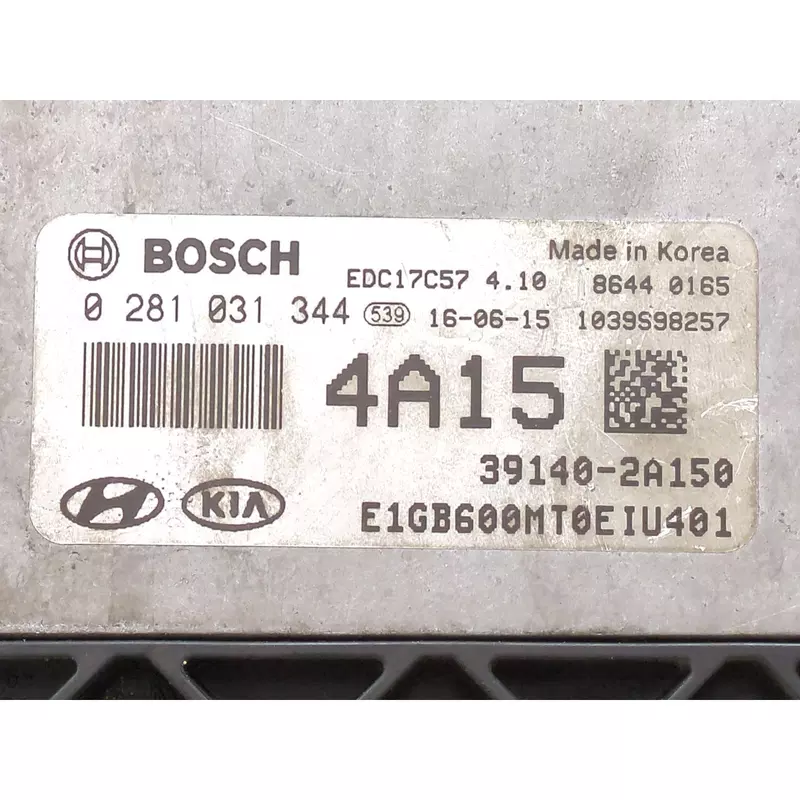 BOSCH
Made in Korea
EDC17C57 4.10 8644 0165
0 281 031 344 539 16-06-15 1039S98257
4A15
39140-2A150
KIA
E1GB600MT0EIU401